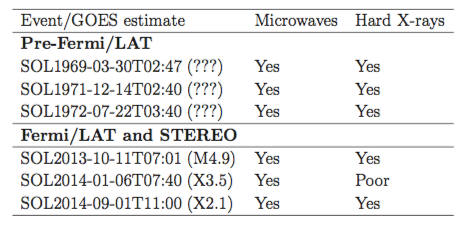 Event/GOES estimate Microwaves Hard X-rays
Pre-Fermi/LAT
SOL1969-03-30T02:47 (???) Yes Yes
SOL1971-12-14T02:40 (???) Yes Yes
SOL1972-07-22T03:40 (???) Yes Yes
Fermi/LAT and STEREO
SOL2013-10-11T07:01 (M4.9) Yes Yes
SOL2014-01-06T07:40 (X3.5) Yes Poor
SOL2014-09-01T11:00 (X2.1) Yes Yes